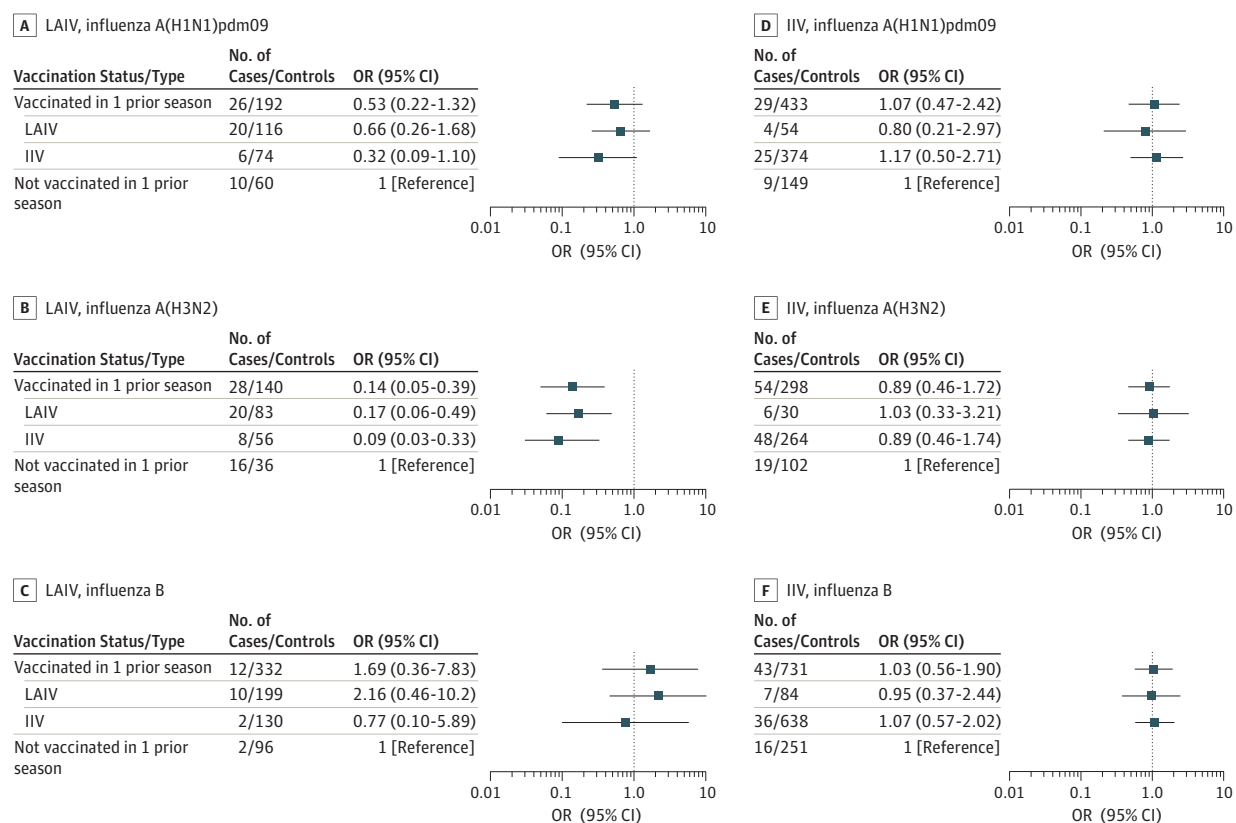 A LAIV, influenza A(H1N1)pdm09
No. of
Vaccination Status/Type Cases/Controls OR (95% CI)
Vaccinated in 1 prior season 26/192 0.53 (0.22-1.32)
LAIV 20/116 0.66 (0.26-1.68)
IIV 6/74 0.32 (0.09-1.10)
Not vaccinated in 1 prior 10/60 1 [Reference]
season
0.01 0.1 1.0 10
OR (95% CI)
D IIV, influenza A(H1N1)pdm09
No. of
Cases/Controls OR (95% CI)
29/433 1.07 (0.47-2.42)
4/54 0.80 (0.21-2.97)
25/374 1.17 (0.50-2.71)
9/149 1 [Reference]
0.01 0.1 1.0 10
OR (95% CI)
B LAIV, influenza A(H3N2)
No. of
Vaccination Status/Type Cases/Controls OR (95% CI)
Vaccinated in 1 prior season 28/140 0.14 (0.05-0.39)
LAIV 20/83 0.17 (0.06-0.49)
IIV 8/56 0.09 (0.03-0.33)
Not vaccinated in 1 prior 16/36 1 [Reference]
season
0.01 0.1 1.0 10
OR (95% CI)
E IIV, influenza A(H3N2)
No. of
Cases/Controls OR (95% CI)
54/298 0.89 (0.46-1.72)
6/30 1.03 (0.33-3.21)
48/264 0.89 (0.46-1.74)
19/102 1 [Reference]
0.01 0.1 1.0 10
OR (95% CI)
C LAIV, influenza B
No. of
Vaccination Status/Type Cases/Controls OR (95% CI)
Vaccinated in 1 prior season 12/332 1.69 (0.36-7.83)
LAIV 10/199 2.16 (0.46-10.2)
IIV 2/130 0.77 (0.10-5.89)
Not vaccinated in 1 prior 2/96 1 [Reference]
season
0.01 0.1 1.0 10
OR (95% CI)
F IIV, influenza B
No. of
Cases/Controls OR (95% CI)
43/731 1.03 (0.56-1.90)
7/84 0.95 (0.37-2.44)
36/638 1.07 (0.57-2.02)
16/251 1 [Reference]
0.01 0.1 1.0 10
OR (95% CI)